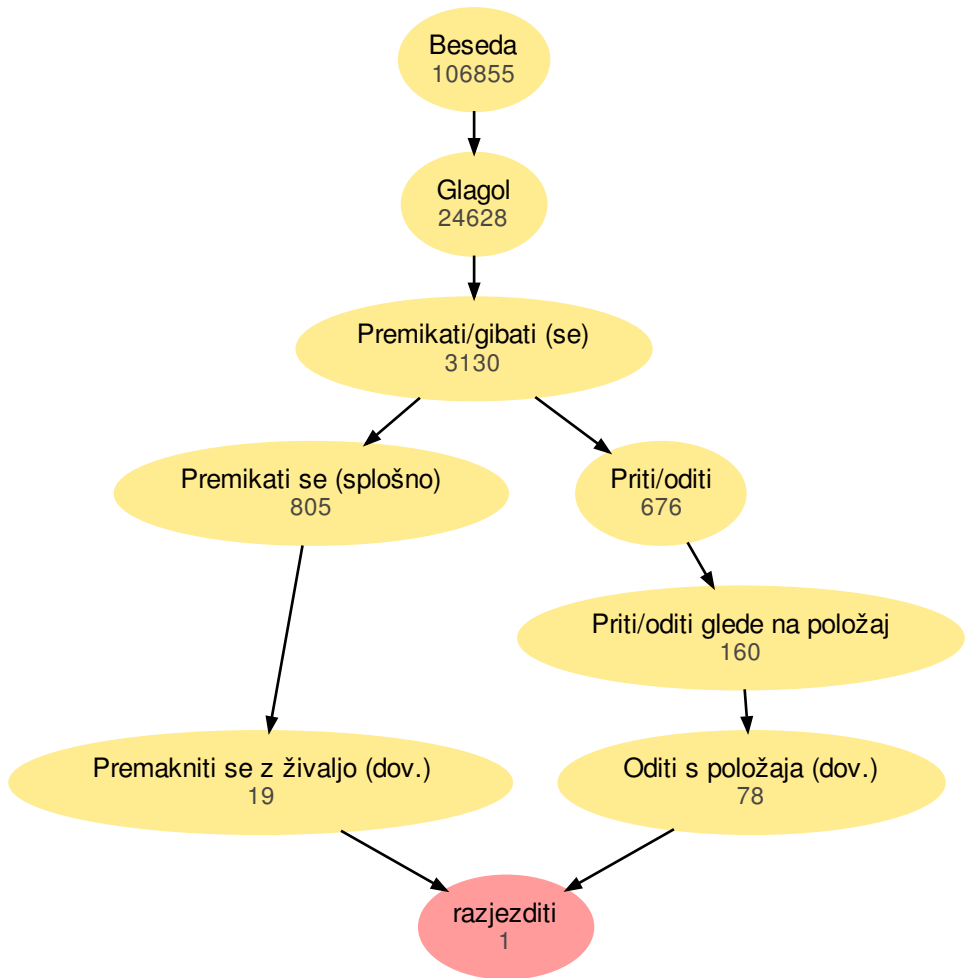 Beseda
106855
Glagol
24628
Premikati/gibati (se)
3130
Premikati se (splošno)
805
Priti/oditi
676
Priti/oditi glede na položaj
160
Premakniti se z živaljo (dov.)
19
Oditi s položaja (dov.)
78
razjezditi
1